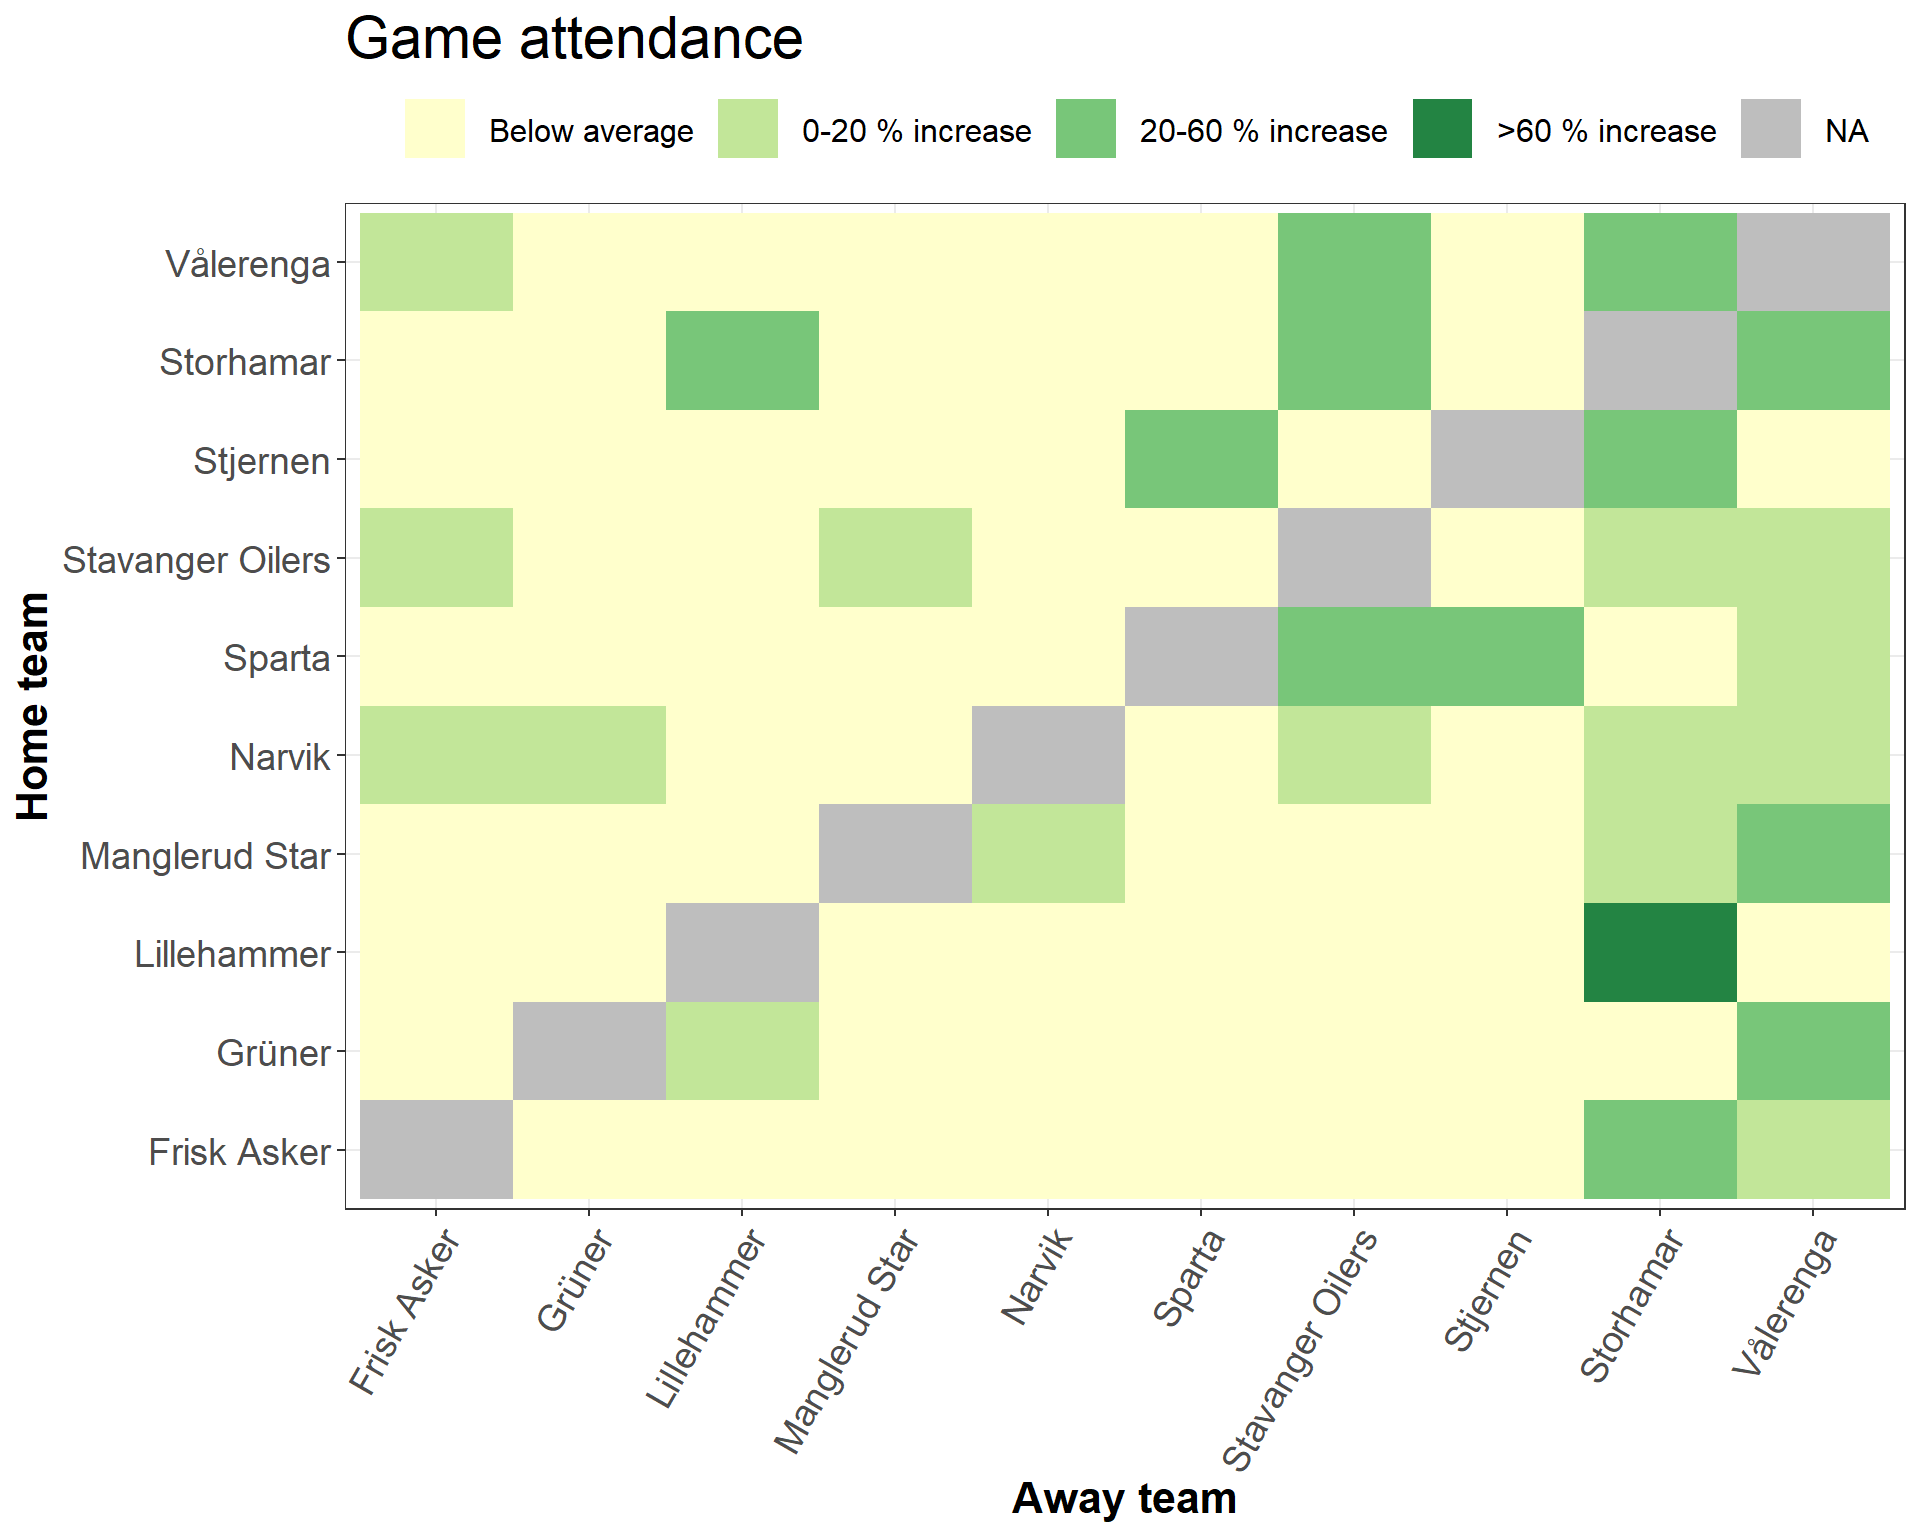 Game attendance
Below average
0-20 % increase
20-60 % increase
>60 % increase
NA
Home team
Vålerenga
Storhamar
Stjernen
Stavanger Oilers
Sparta
Narvik
Manglerud Star
Lillehammer
Grüner
Frisk Asker
Frisk Asker
Grüner
Lillehammer
Manglerud Star
Narvik
Sparta
Stavanger Oilers
Stjernen
Storhamar
Vålerenga
Away team